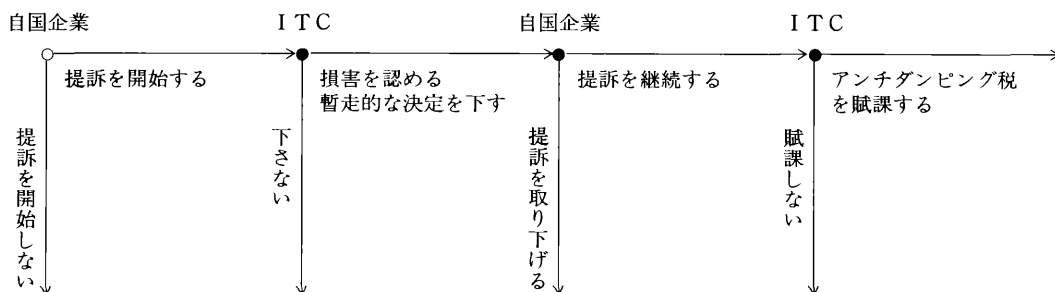 自国企業 ITC 自国企業 ITC
提訴を開始する
損害を認める
暫走的な決定を下す
提訴を継続する
アンチダンピング税
を賦課する
提訴を開始しない
下さない
提訴を取り下げる
賦課しない